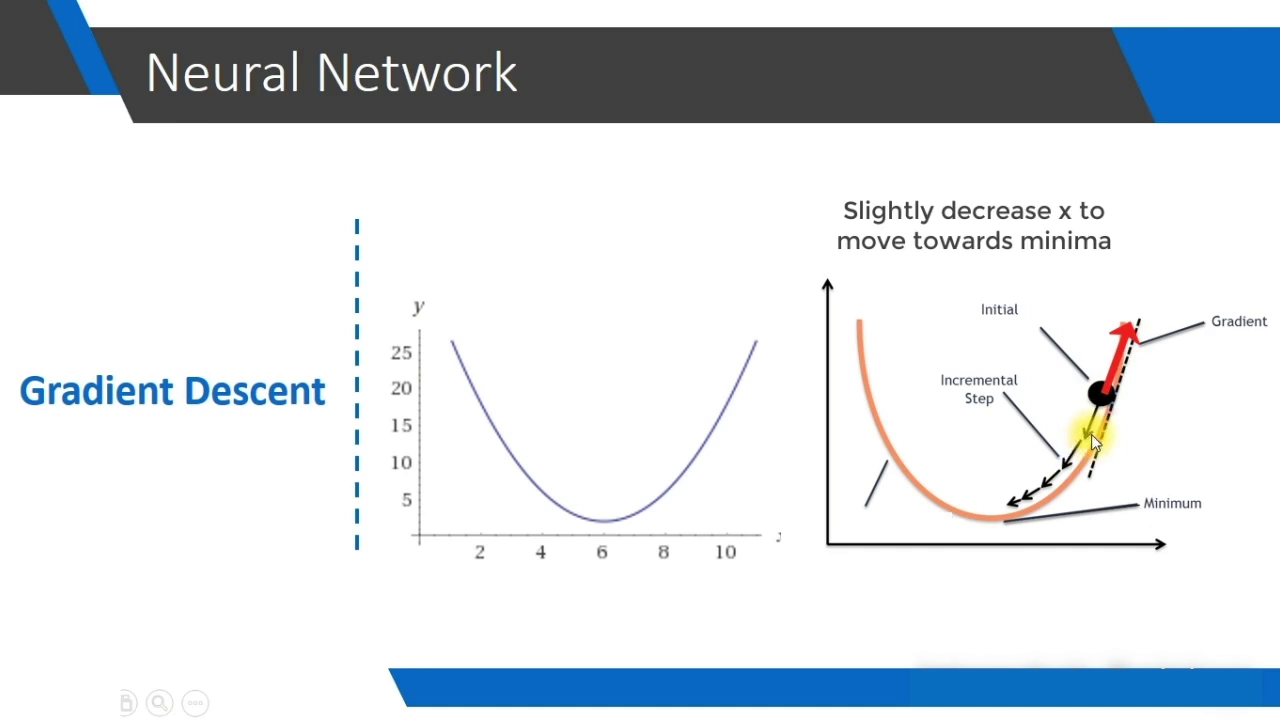 Neural Network
Gradient Descent
y
25
20
15
10
5
2 4 6 8 10
Slightly decrease x to
move towards minima
Initial
Gradient
Incremental
Step
Minimum